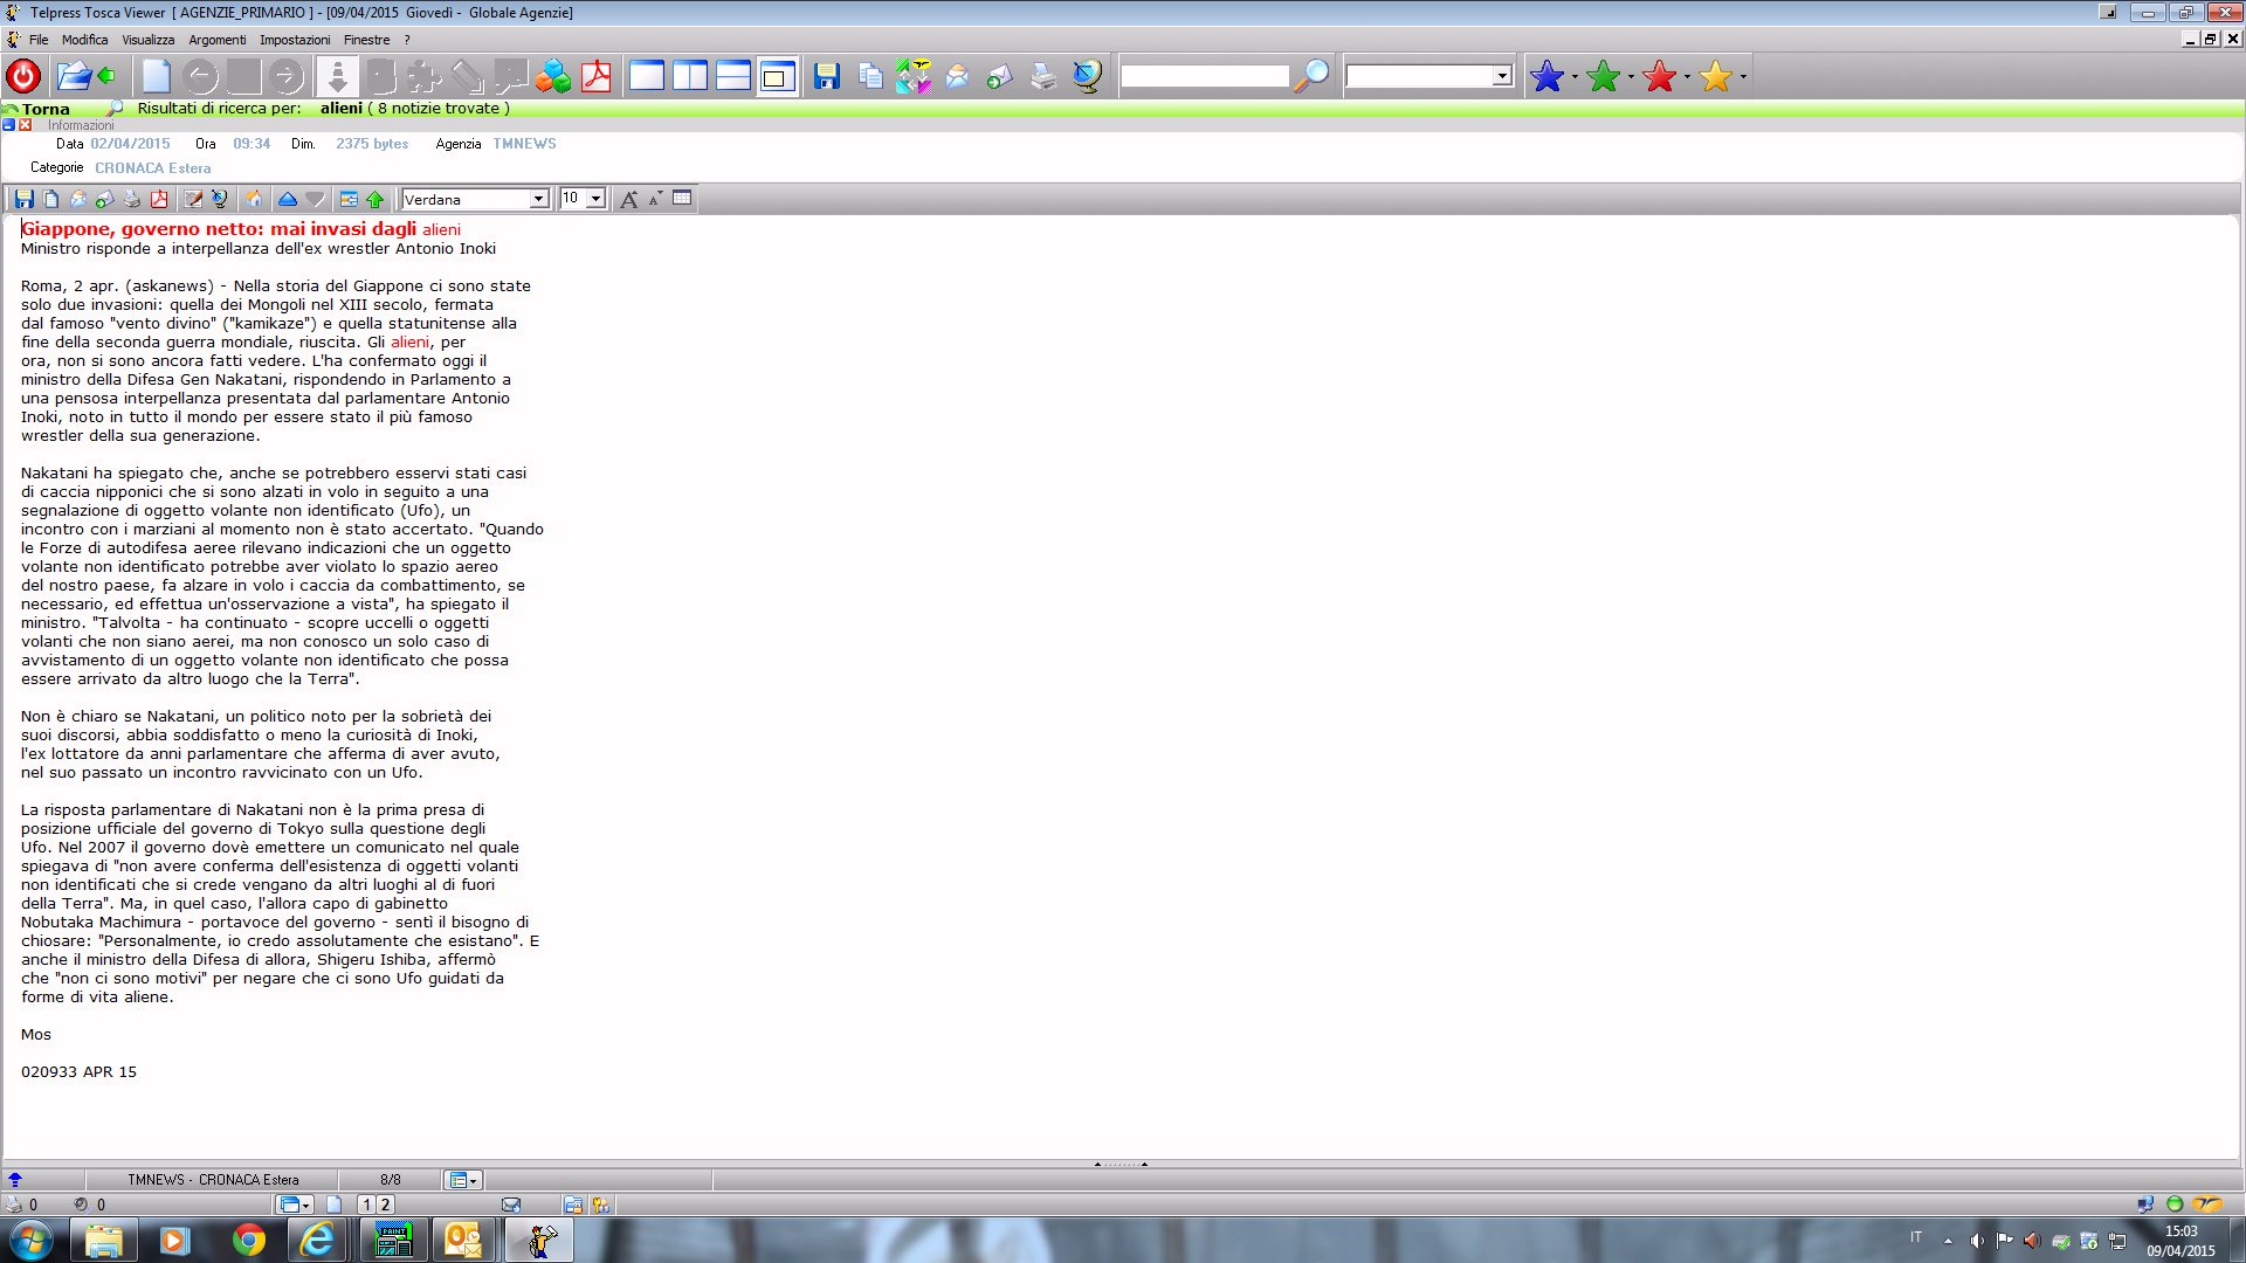 Telpress Tosca Viewer [ AGENZIE_PRIMARIO ] - [09/04/2015 Giovedì - Globale Agenzie]
File Modifica Visualizza Argomenti Impostazioni Finestre ?
Torna Risultati di ricerca per: alieni ( 8 notizie trovate )
Informazioni
Data 02/04/2015 Ora 09:34 Dim. 2375 bytes Agenzia TMNEWS
Categorie CRONACA Estera
Verdana 10 A A
Giappone, governo netto: mai invasi dagli alieni
Ministro risponde a interpellanza dell'ex wrestler Antonio Inoki
Roma, 2 apr. (askanews) - Nella storia del Giappone ci sono state
solo due invasioni: quella dei Mongoli nel XIII secolo, fermata
dal famoso "vento divino" ("kamikaze") e quella statunitense alla
fine della seconda guerra mondiale, riuscita. Gli alieni, per
ora, non si sono ancora fatti vedere. L'ha confermato oggi il
ministro della Difesa Gen Nakatani, rispondendo in Parlamento a
una pensosa interpellanza presentata dal parlamentare Antonio
Inoki, noto in tutto il mondo per essere stato il più famoso
wrestler della sua generazione.
Nakatani ha spiegato che, anche se potrebbero esservi stati casi
di caccia nipponici che si sono alzati in volo in seguito a una
segnalazione di oggetto volante non identificato (Ufo), un
incontro con i marziani al momento non è stato accertato. "Quando
le Forze di autodifesa aeree rilevano indicazioni che un oggetto
volante non identificato potrebbe aver violato lo spazio aereo
del nostro paese, fa alzare in volo i caccia da combattimento, se
necessario, ed effettua un'osservazione a vista", ha spiegato il
ministro. "Talvolta - ha continuato - scopre uccelli o oggetti
volanti che non siano aerei, ma non conosco un solo caso di
avvistamento di un oggetto volante non identificato che possa
essere arrivato da altro luogo che la Terra".
Non è chiaro se Nakatani, un politico noto per la sobrietà dei
suoi discorsi, abbia soddisfatto o meno la curiosità di Inoki,
l'ex lottatore da anni parlamentare che afferma di aver avuto,
nel suo passato un incontro ravvicinato con un Ufo.
La risposta parlamentare di Nakatani non è la prima presa di
posizione ufficiale del governo di Tokyo sulla questione degli
Ufo. Nel 2007 il governo dovè emettere un comunicato nel quale
spiegava di "non avere conferma dell'esistenza di oggetti volanti
non identificati che si crede vengano da altri luoghi al di fuori
della Terra". Ma, in quel caso, l'allora capo di gabinetto
Nobutaka Machimura - portavoce del governo - sentì il bisogno di
chiosare: "Personalmente, io credo assolutamente che esistano". E
anche il ministro della Difesa di allora, Shigeru Ishiba, affermò
che "non ci sono motivi" per negare che ci sono Ufo guidati da
forme di vita aliene.
Mos
020933 APR 15
TMNEWS - CRONACA Estera 8/8
0 0 1 2
PAINT
IT 15:03
09/04/2015